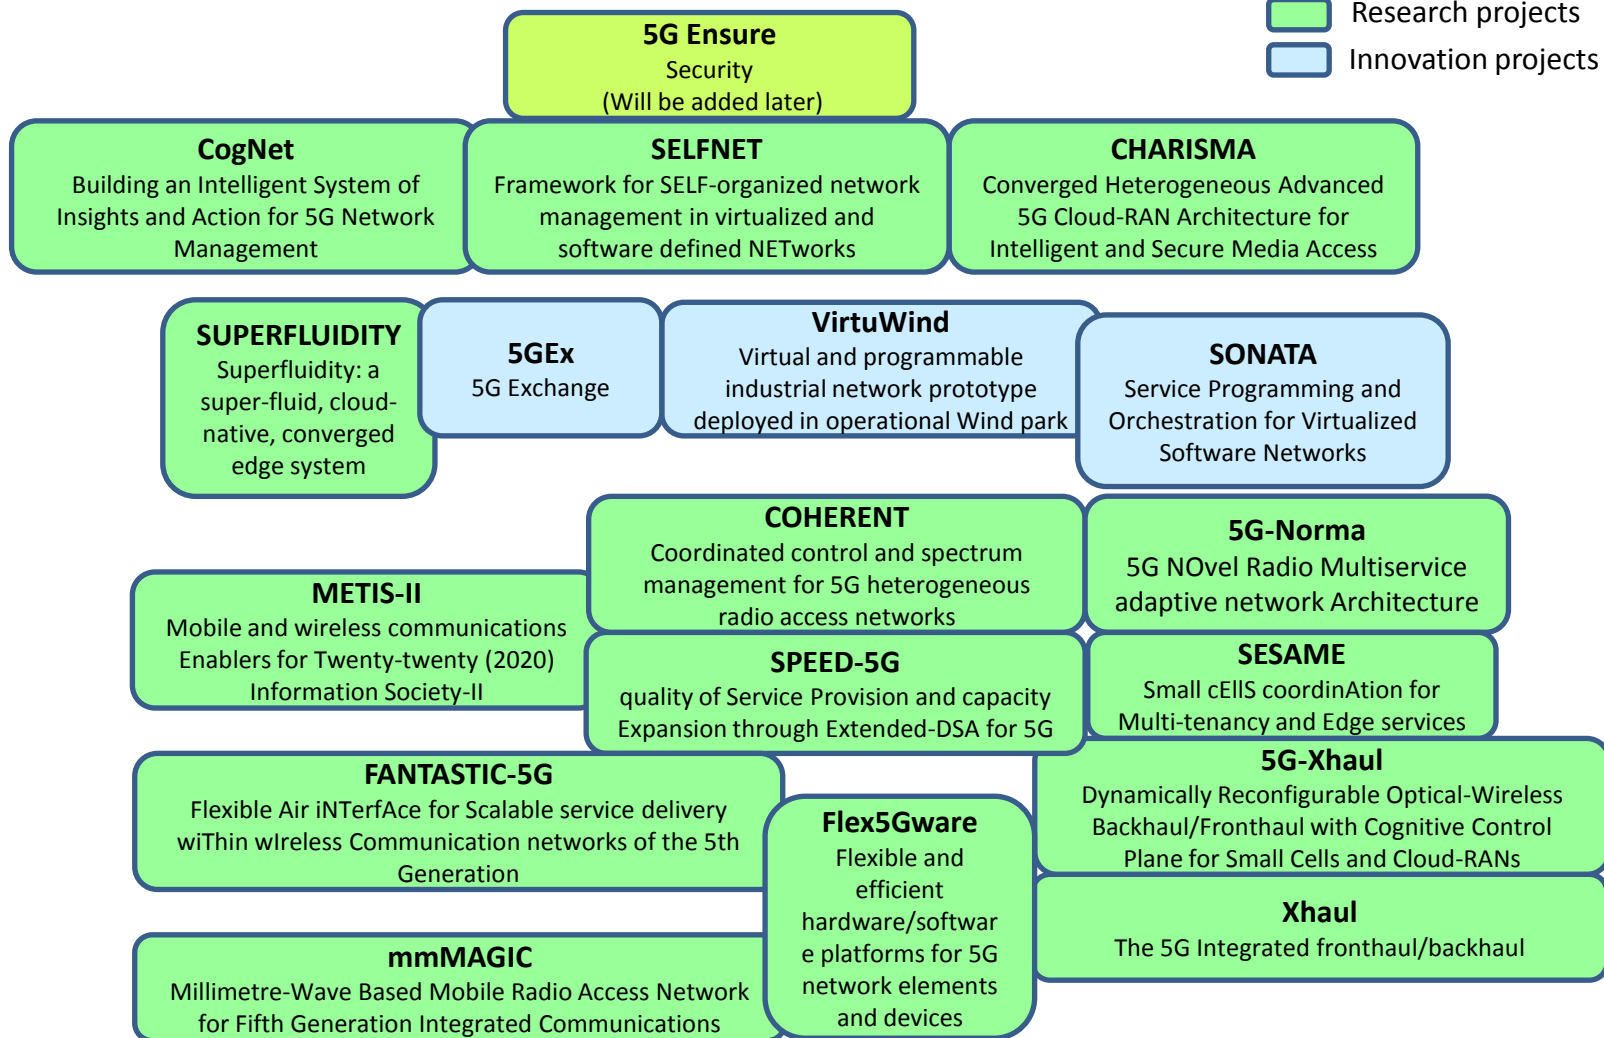 Research projects
Innovation projects
5G Ensure
Security
(Will be added later)
CogNet
Building an Intelligent System of
Insights and Action for 5G Network
Management
SELFNET
Framework for SELF-organized network
management in virtualized and
software defined NETworks
CHARISMA
Converged Heterogeneous Advanced
5G Cloud-RAN Architecture for
Intelligent and Secure Media Access
SUPERFLUIDITY
Superfluidity: a
super-fluid, cloud-
native, converged
edge system
5GEx
5G Exchange
VirtuWind
Virtual and programmable
industrial network prototype
deployed in operational Wind park
SONATA
Service Programming and
Orchestration for Virtualized
Software Networks
COHERENT
Coordinated control and spectrum
management for 5G heterogeneous
radio access networks
5G-Norma
5G NOvel Radio Multiservice
adaptive network Architecture
METIS-II
Mobile and wireless communications
Enablers for Twenty-twenty (2020)
Information Society-II
SPEED-5G
quality of Service Provision and capacity
Expansion through Extended-DSA for 5G
SESAME
Small cEllS coordinAtion for
Multi-tenancy and Edge services
FANTASTIC-5G
Flexible Air iNTerfAce for Scalable service delivery
wiThin wIreless Communication networks of the 5th
Generation
Flex5Gware
Flexible and
efficient
hardware/softwar
e platforms for 5G
network elements
and devices
5G-Xhaul
Dynamically Reconfigurable Optical-Wireless
Backhaul/Fronthaul with Cognitive Control
Plane for Small Cells and Cloud-RANs
Xhaul
The 5G Integrated fronthaul/backhaul
mmMAGIC
Millimetre-Wave Based Mobile Radio Access Network
for Fifth Generation Integrated Communications